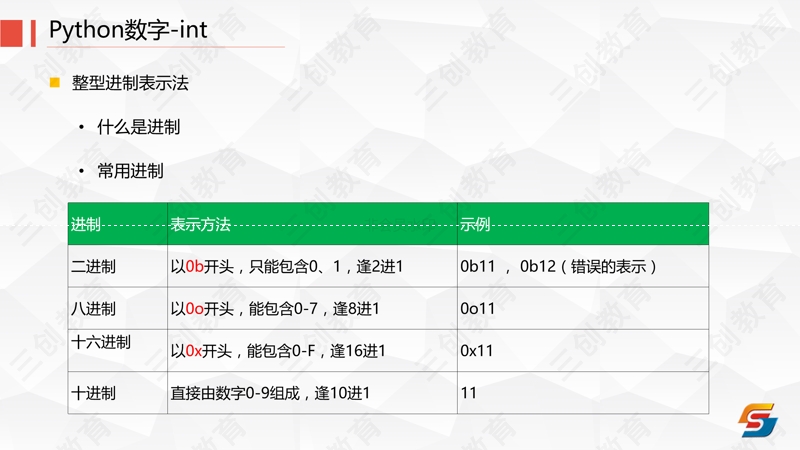 Python数字-int
整型进制表示法
• 什么是进制
• 常用进制
进制 表示方法 示例
二进制 以0b开头，只能包含0、1，逢2进1 0b11 ， 0b12（错误的表示）
八进制 以0o开头，能包含0-7，逢8进1 0o11
十六进制 以0x开头，能包含0-F，逢16进1 0x11
十进制 直接由数字0-9组成，逢10进1 11
三创教育